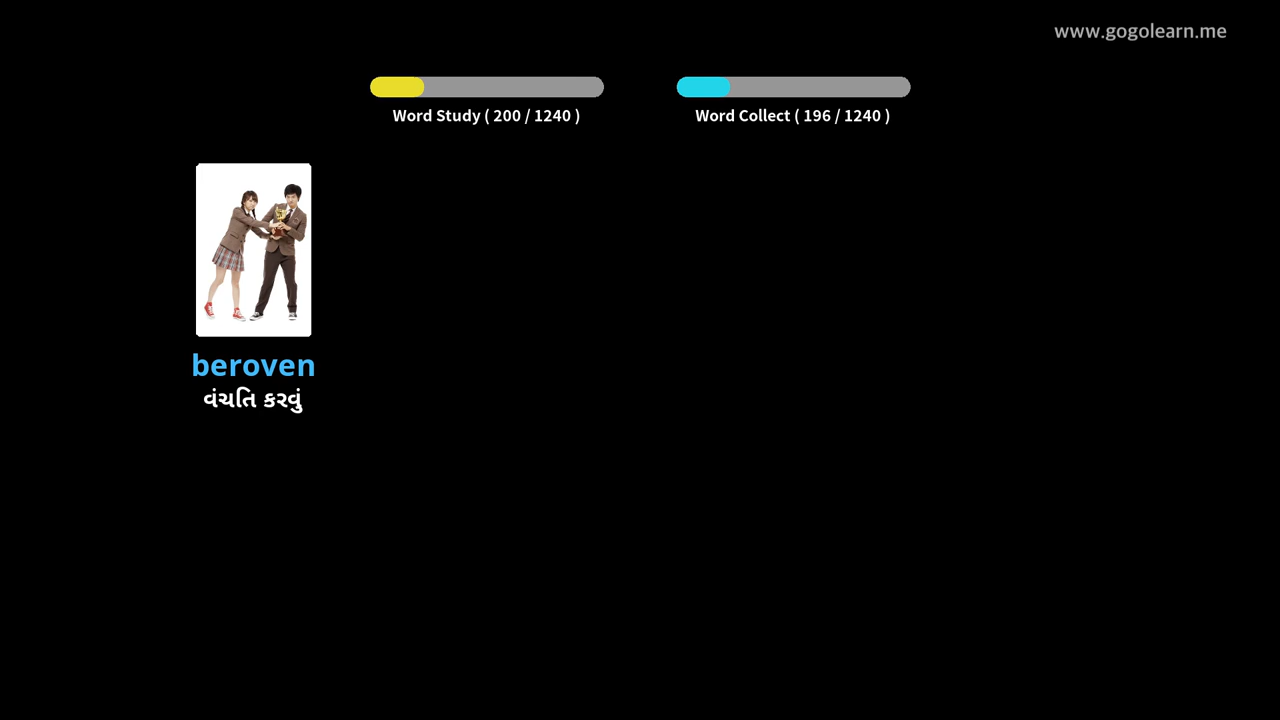 www.gogolearn.me
Word Study ( 200 / 1240 )
Word Collect ( 196 / 1240 )
beroven
વંચતિ કરવું